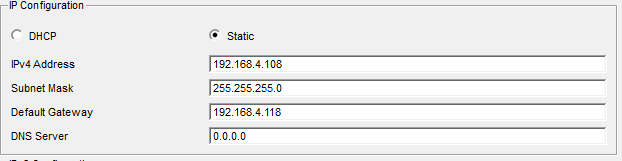 IP Configuration
DHCP Static
IPv4 Address 192.168.4.108
Subnet Mask 255.255.255.0
Default Gateway 192.168.4.118
DNS Server 0.0.0.0